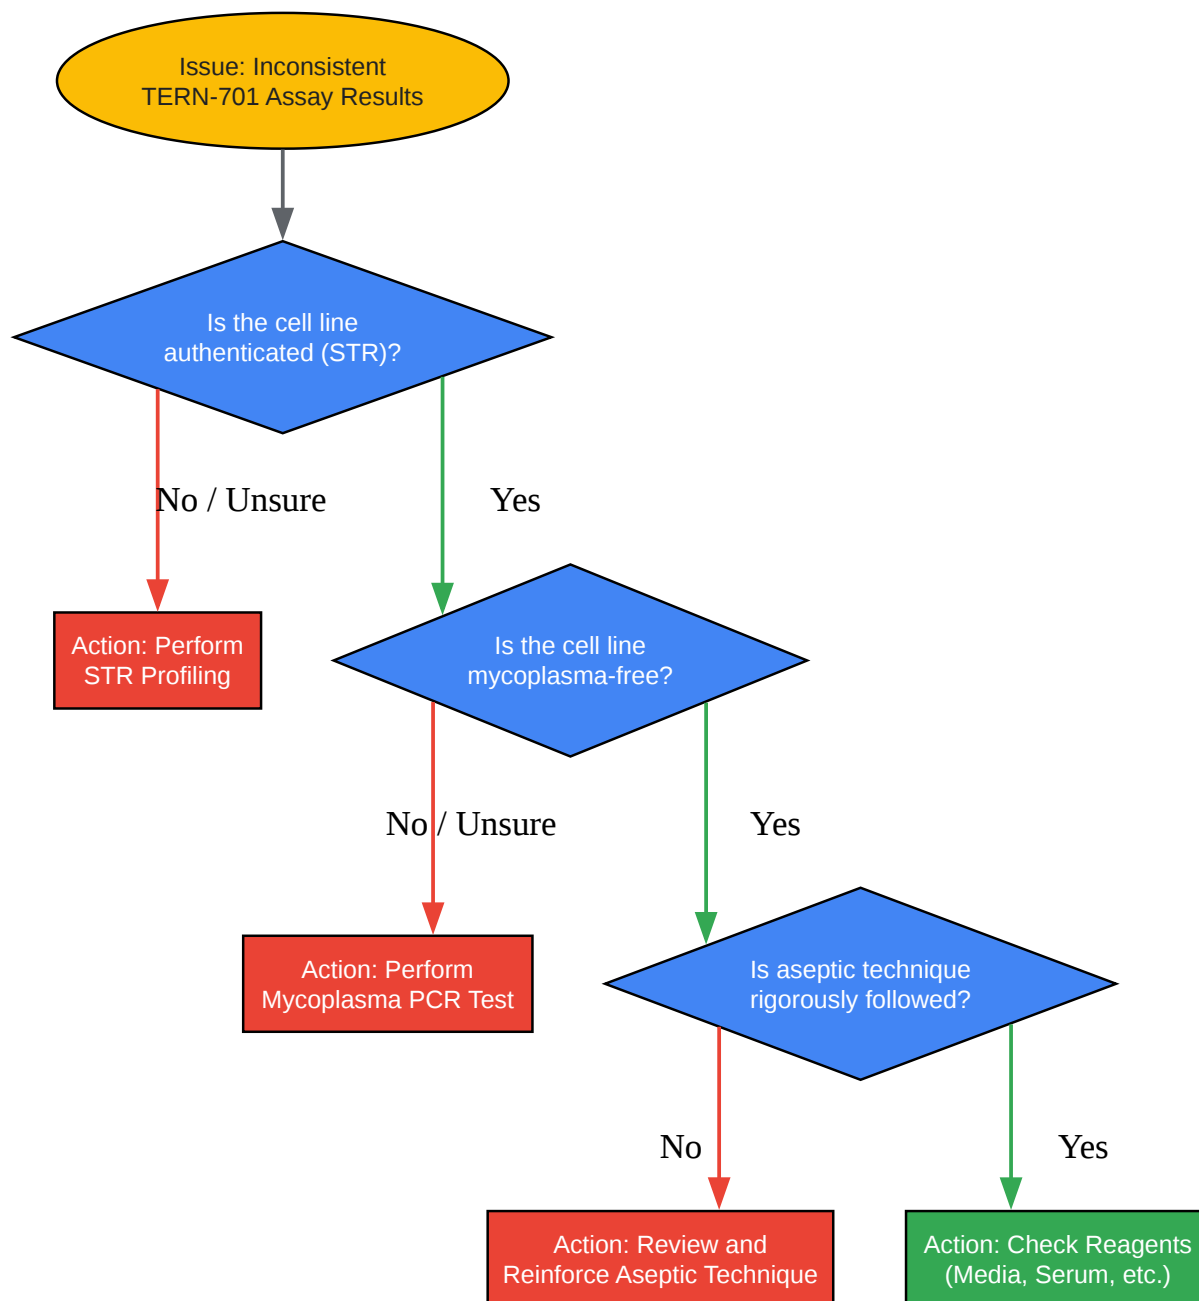 Issue: Inconsistent
TERN-701 Assay Results
Is the cell line
authenticated (STR)?
No / Unsure
Yes
Action: Perform
STR Profiling
Is the cell line
mycoplasma-free?
No / Unsure
Yes
Action: Perform
Mycoplasma PCR Test
Is aseptic technique
rigorously followed?
No
Yes
Action: Review and
Reinforce Aseptic Technique
Action: Check Reagents
(Media, Serum, etc.)